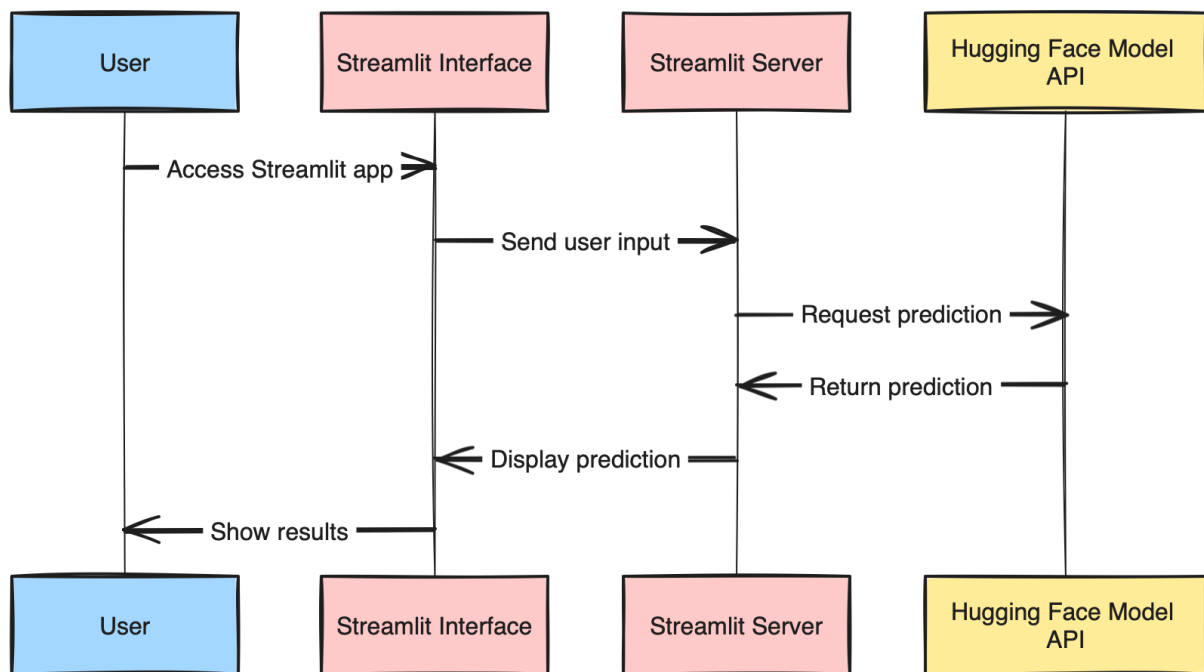 User
Streamlit Interface
Streamlit Server
Hugging Face Model
API
Access Streamlit app
Send user input
Request prediction
Return prediction
Display prediction
Show results
User
Streamlit Interface
Streamlit Server
Hugging Face Model
API